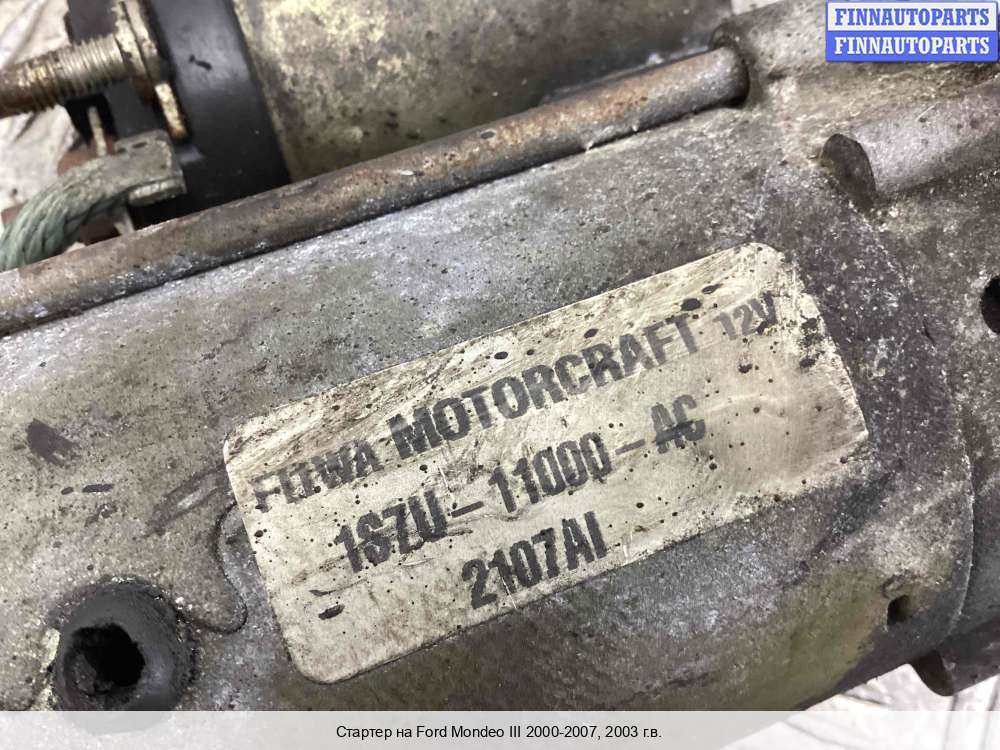 FINNAUTOPARTS
FINNAUTOPARTS
MOTORCRAFT 12V
1S7U-11000-AC
2107AI
Стартер на Ford Mondeo III 2000-2007, 2003 г.в.